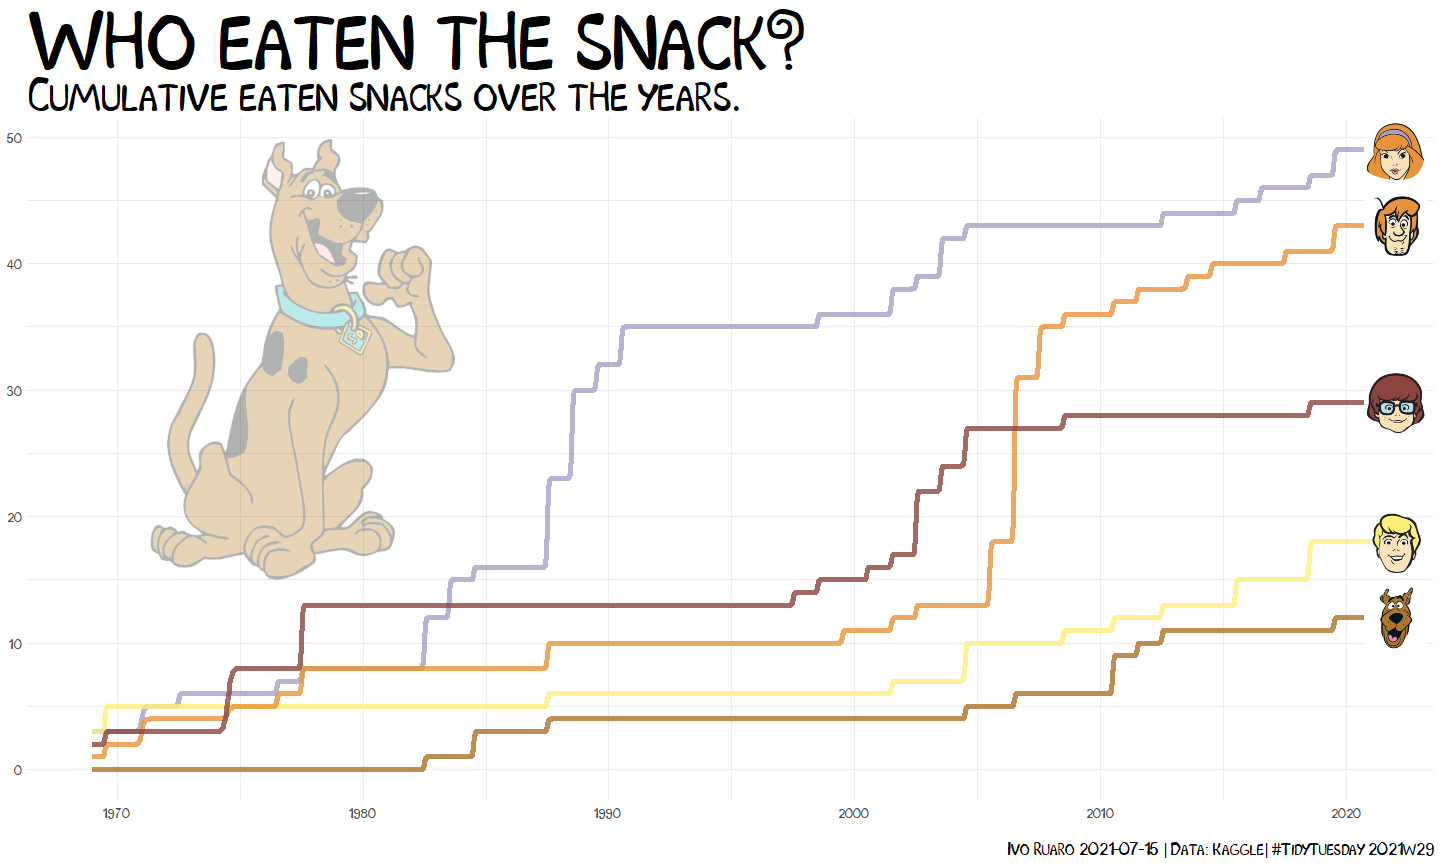 WHO EATEN THE SNACK?
CUMULATIVE EATEN SNACKS OVER THE YEARS.
50
40
30
20
10
0
1970 1980 1990 2000 2010 2020
IVO RUARO 2021-07-15 | DATA: KAGGLE| #TIDYTUESDAY 2021W29